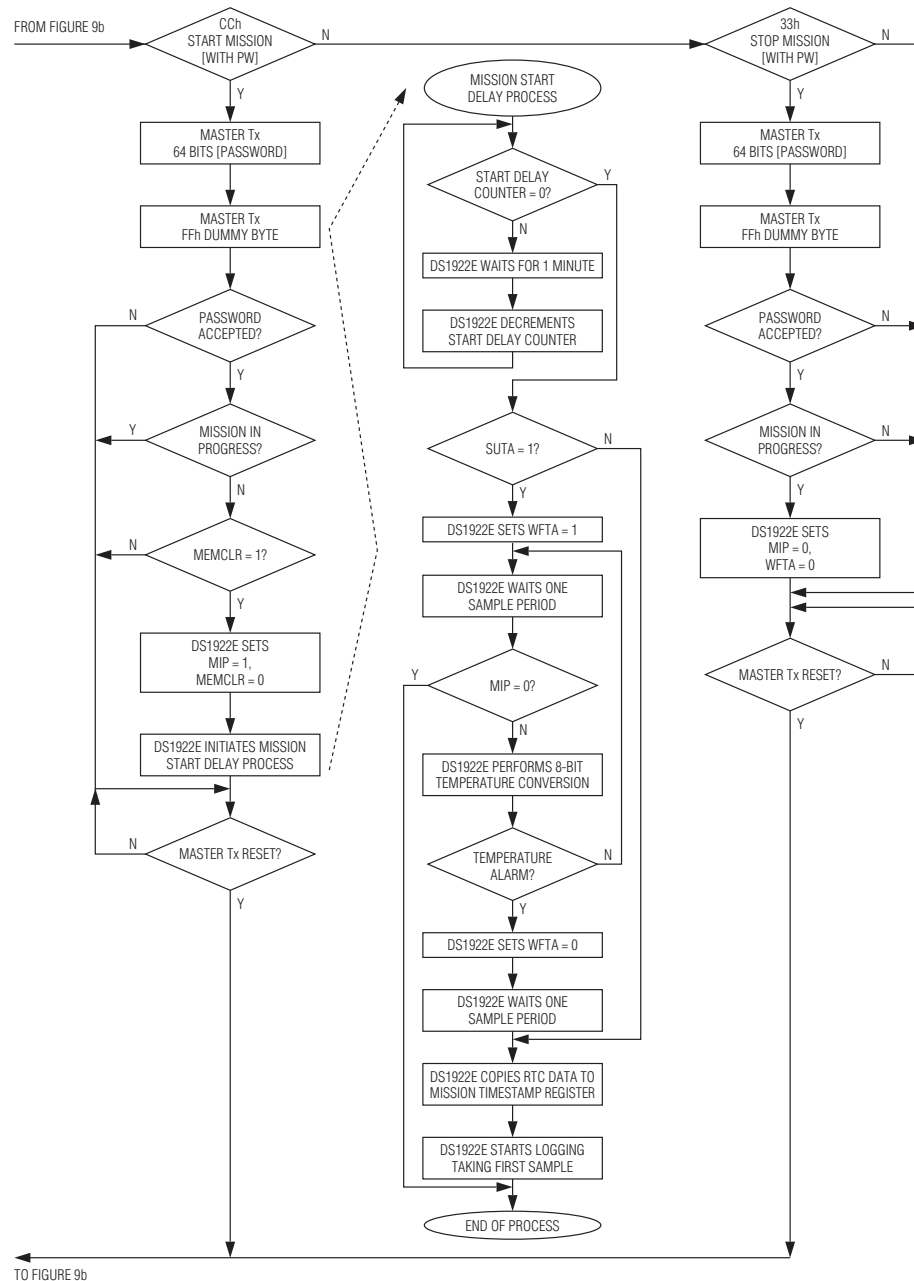 FROM FIGURE 9b
CCh
START MISSION
[WITH PW]
N
Y
MASTER Tx
64 BITS [PASSWORD]
MASTER Tx
FFh DUMMY BYTE
N
PASSWORD
ACCEPTED?
Y
Y
MISSION IN
PROGRESS?
N
N
MEMCLR = 1?
Y
DS1922E SETS
MIP = 1,
MEMCLR = 0
DS1922E INITIATES MISSION
START DELAY PROCESS
N
MASTER Tx RESET?
Y
MISSION START
DELAY PROCESS
START DELAY
COUNTER = 0?
Y
N
DS1922E WAITS FOR 1 MINUTE
DS1922E DECREMENTS
START DELAY COUNTER
SUTA = 1?
N
Y
DS1922E SETS WFTA = 1
DS1922E WAITS ONE
SAMPLE PERIOD
Y
MIP = 0?
N
DS1922E PERFORMS 8-BIT
TEMPERATURE CONVERSION
TEMPERATURE
ALARM?
N
Y
DS1922E SETS WFTA = 0
DS1922E WAITS ONE
SAMPLE PERIOD
DS1922E COPIES RTC DATA TO
MISSION TIMESTAMP REGISTER
DS1922E STARTS LOGGING
TAKING FIRST SAMPLE
END OF PROCESS
33h
STOP MISSION
[WITH PW]
N
Y
MASTER Tx
64 BITS [PASSWORD]
MASTER Tx
FFh DUMMY BYTE
PASSWORD
ACCEPTED?
N
Y
MISSION IN
PROGRESS?
N
Y
DS1922E SETS
MIP = 0,
WFTA = 0
MASTER Tx RESET?
N
Y
TO FIGURE 9b